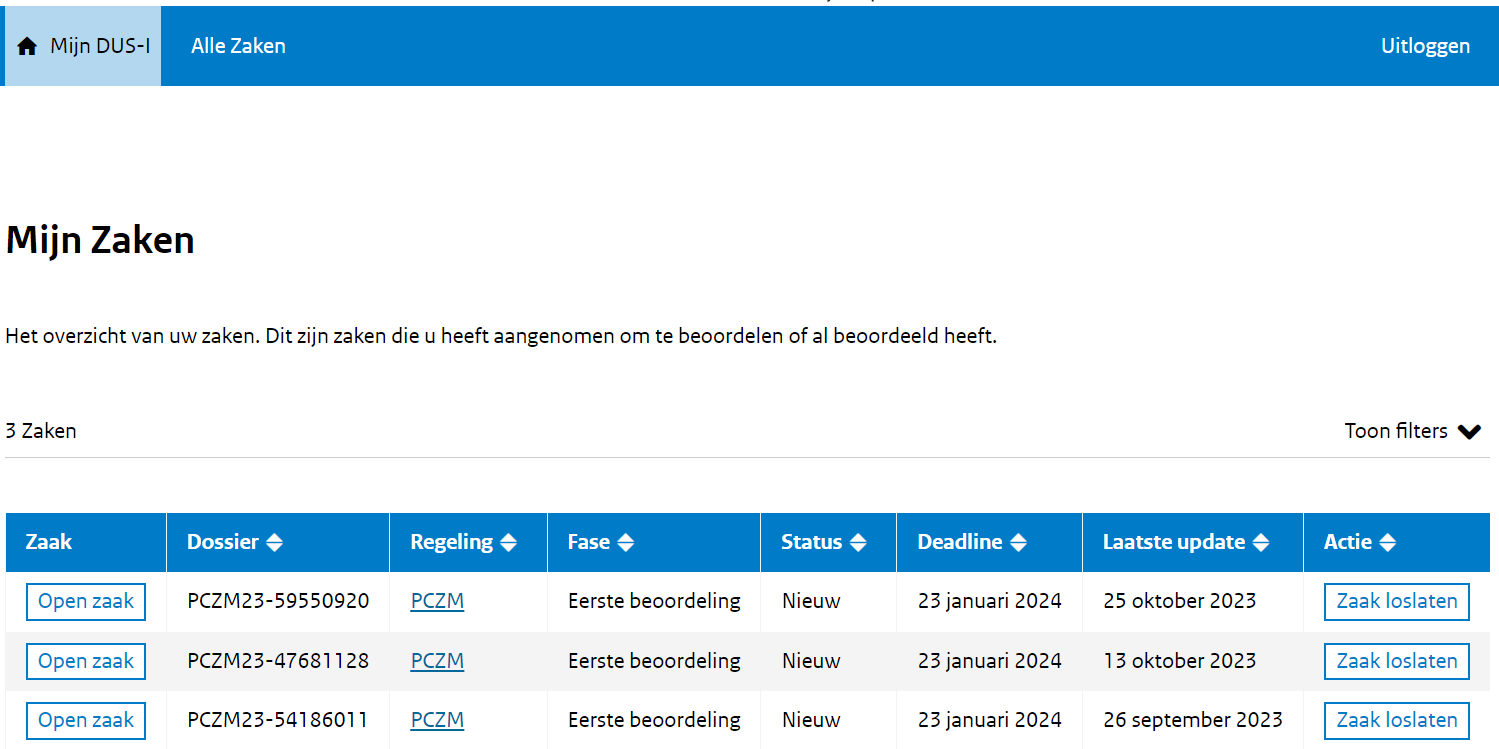 Mijn DUS-I Alle Zaken Uitloggen
Mijn Zaken
Het overzicht van uw zaken. Dit zijn zaken die u heeft aangenomen om te beoordelen of al beoordeeld heeft.
3 Zaken Toon filters
Zaak Dossier Regeling Fase Status Deadline Laatste update Actie
Open zaak PCZM23-59550920 PCZM Eerste beoordeling Nieuw 23 januari 2024 25 oktober 2023 Zaak loslaten
Open zaak PCZM23-47681128 PCZM Eerste beoordeling Nieuw 23 januari 2024 13 oktober 2023 Zaak loslaten
Open zaak PCZM23-54186011 PCZM Eerste beoordeling Nieuw 23 januari 2024 26 september 2023 Zaak loslaten